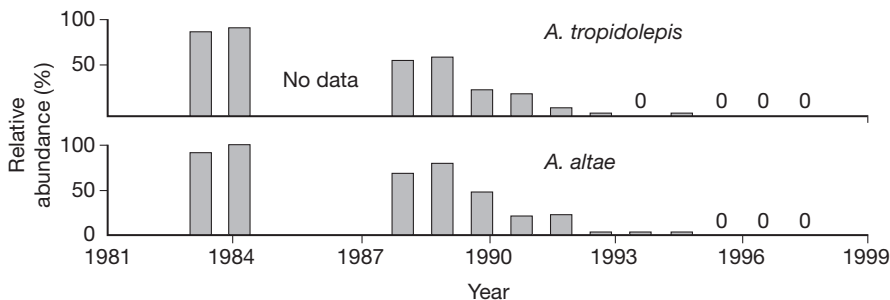 100
A. tropidolepis
50
No data
0
0 0 0
Relative abundance (%)
100
A. altae
50
0 0 0
0
1981 1984 1987 1990 1993 1996 1999
Year